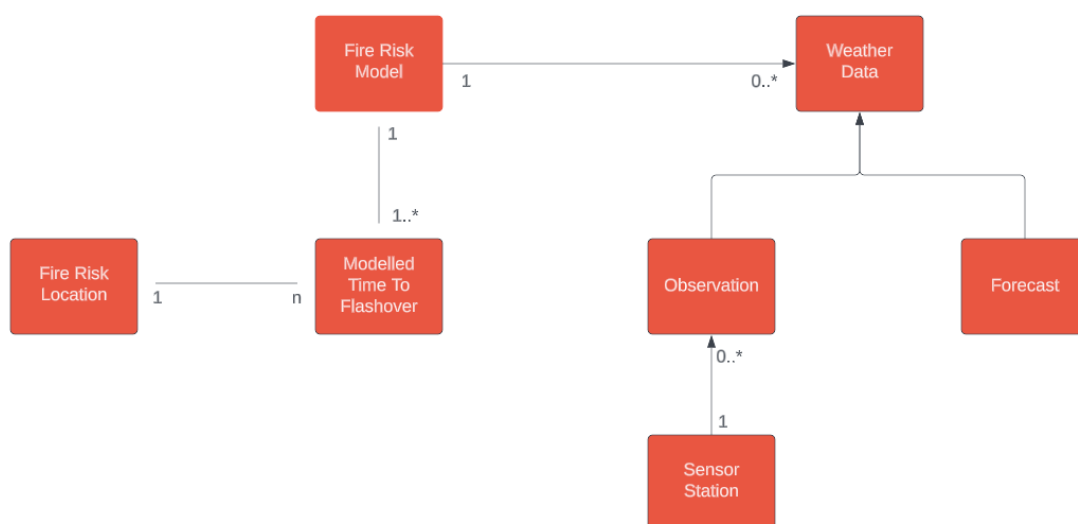 Fire Risk
Model
Weather
Data
1
0..*
1
1..*
Fire Risk
Location
1
n
Modelled
Time To
Flashover
Observation
Forecast
0..*
1
Sensor
Station